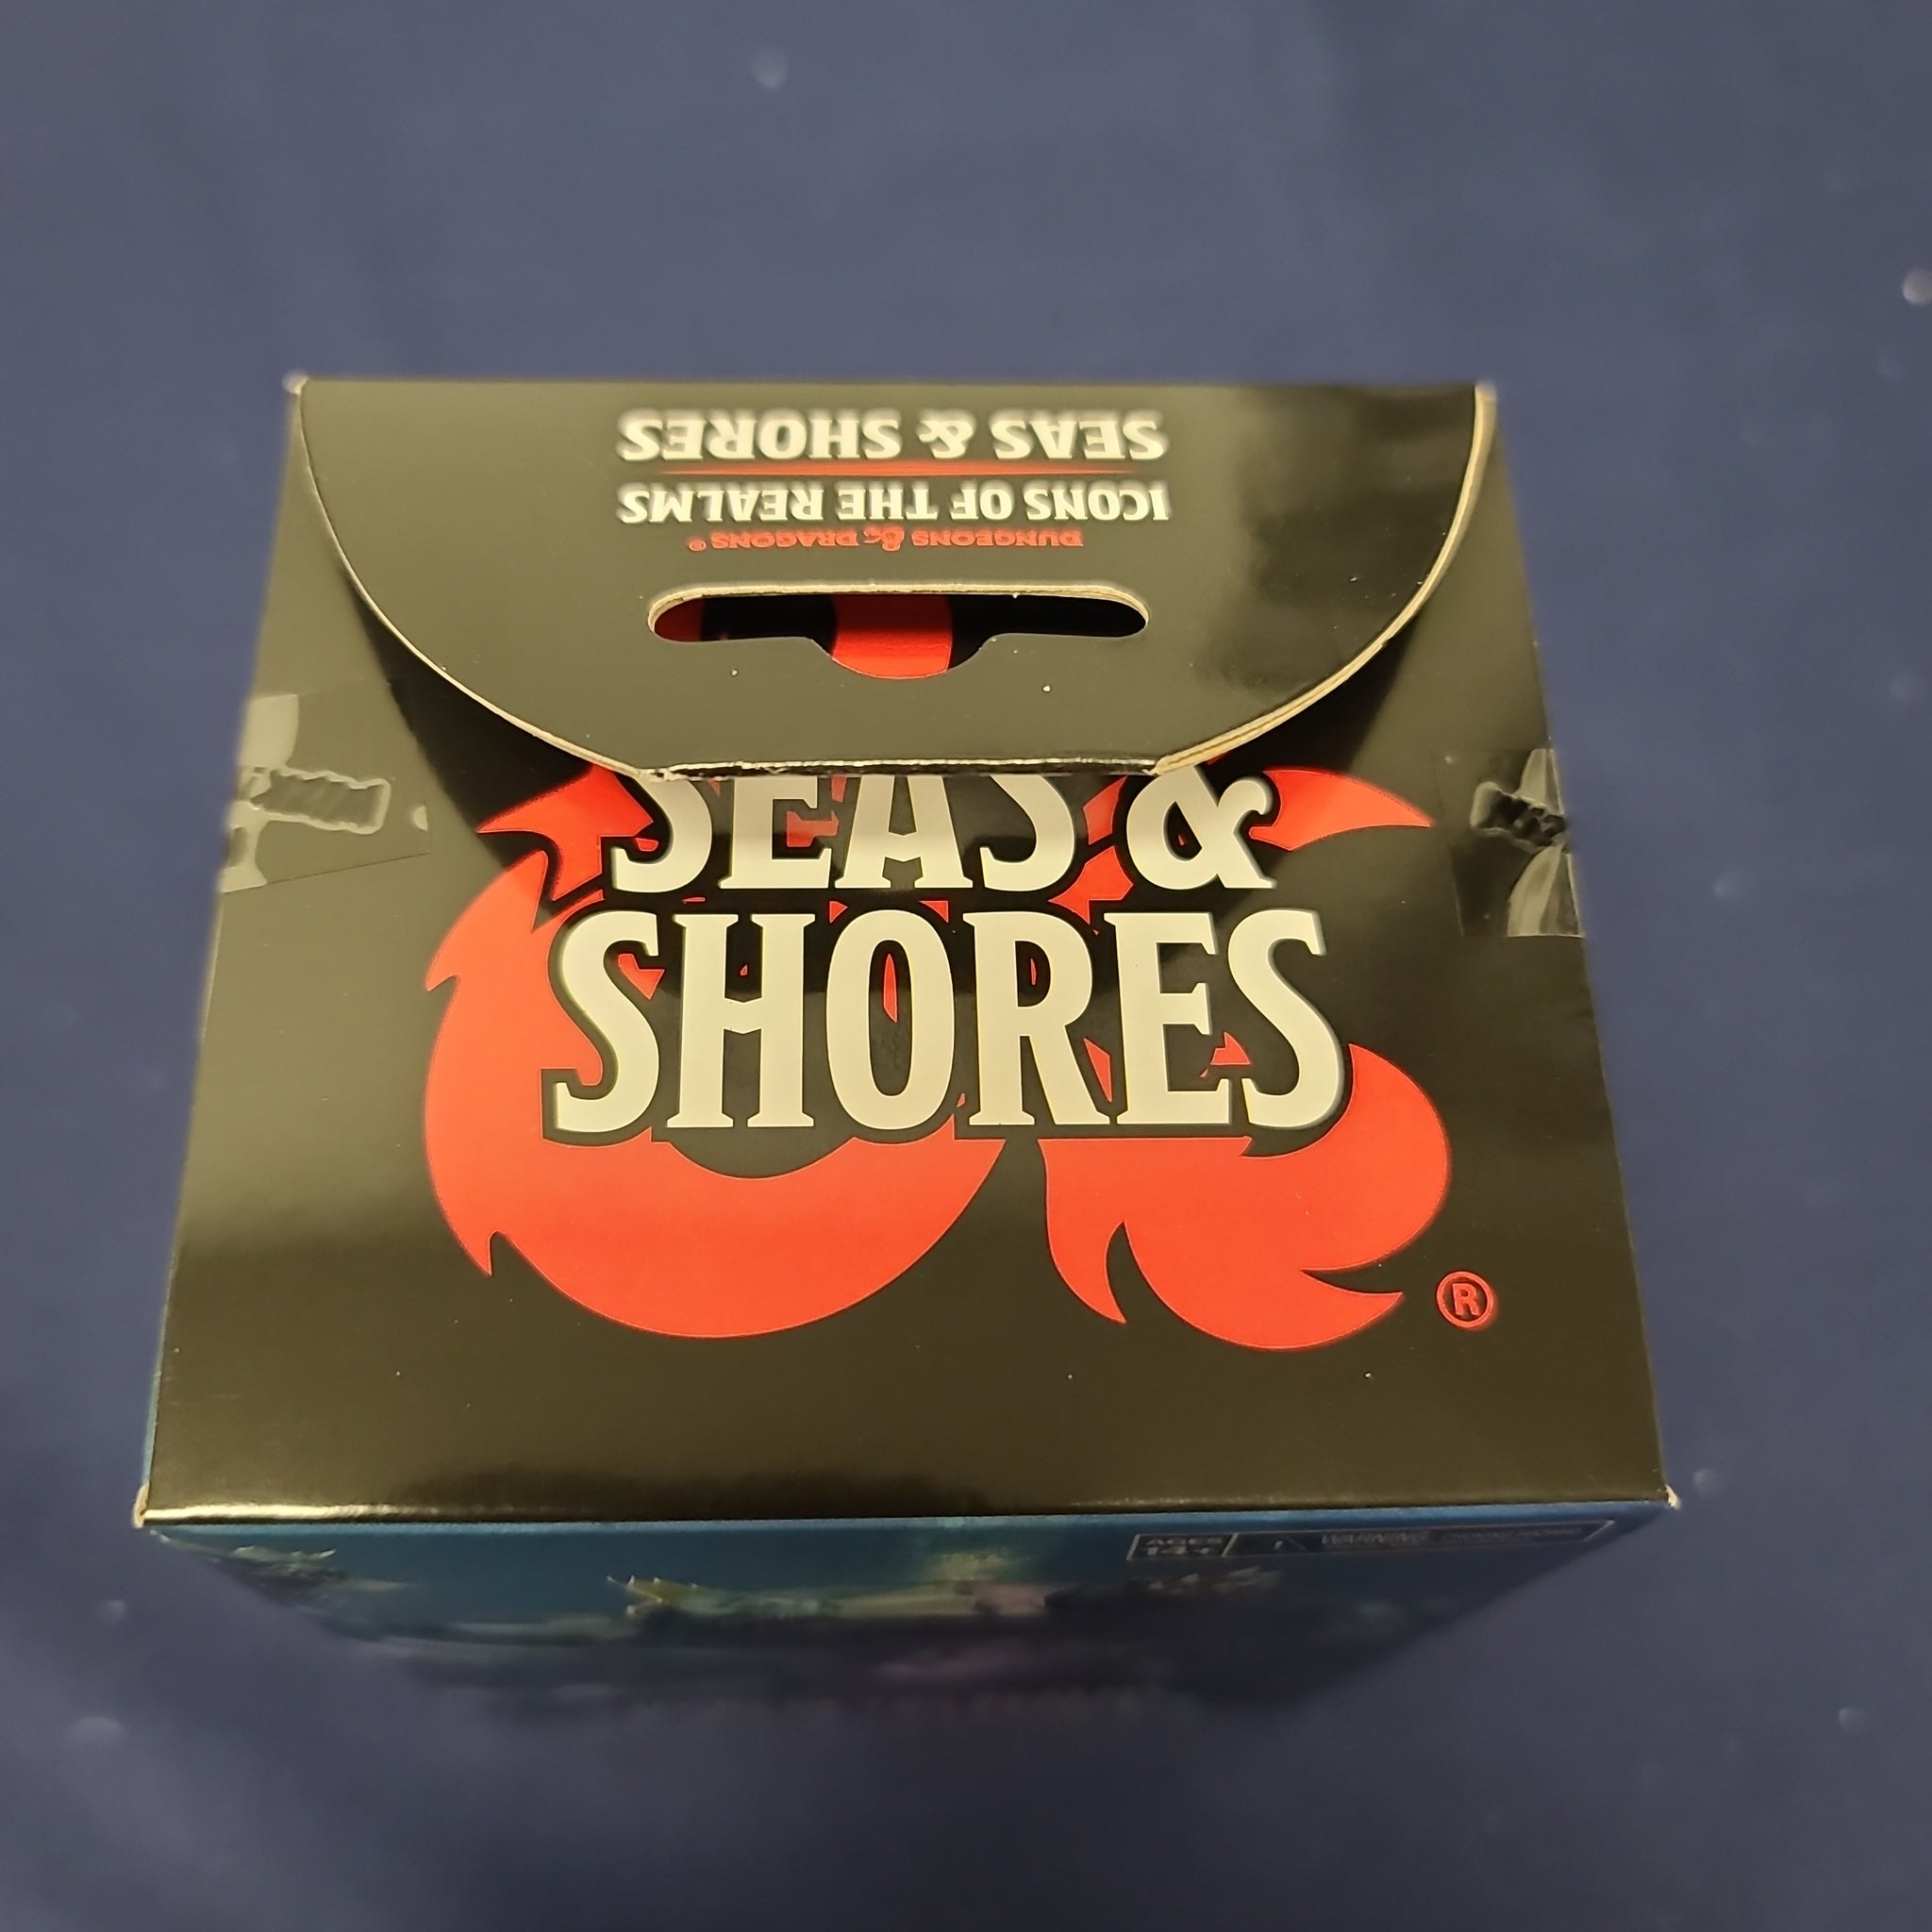 SEAS & SHORES
ICONS OF THE REALMS
DUNGEONS & DRAGONS®
SEAS &
SHORES
®
AGES
14+
WARNING